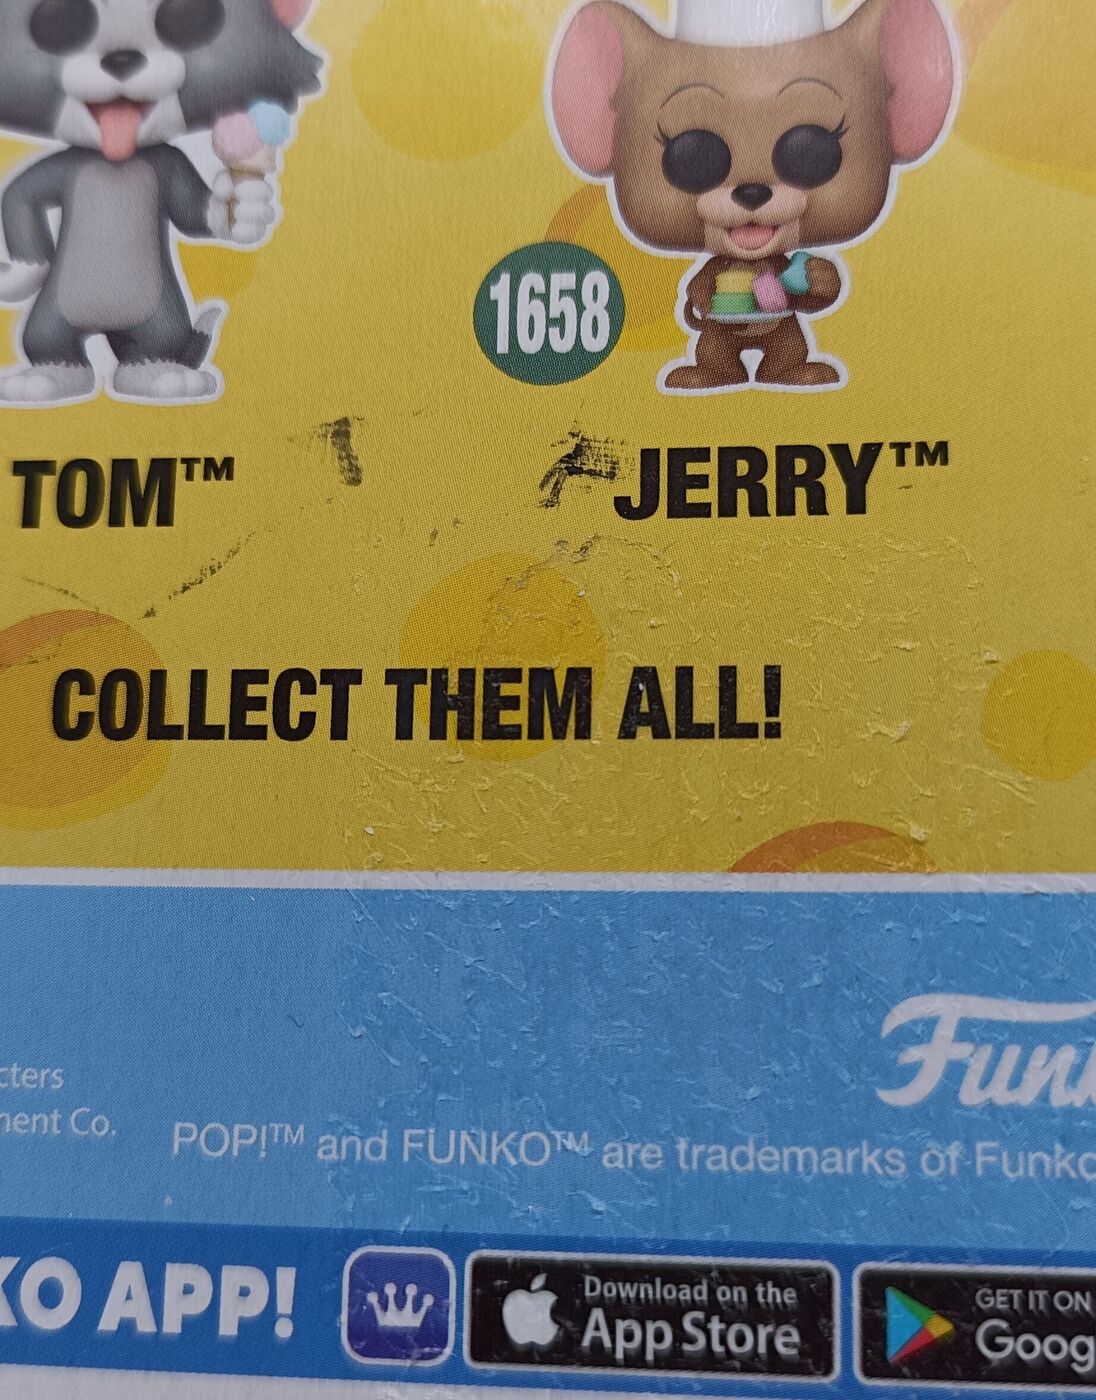 1658
TOM™ JERRY™
COLLECT THEM ALL!
Funk
cters
nent Co.
POP!™ and FUNKO™ are trademarks of Funko
KO APP!
Download on the
App Store
GET IT ON
Goog